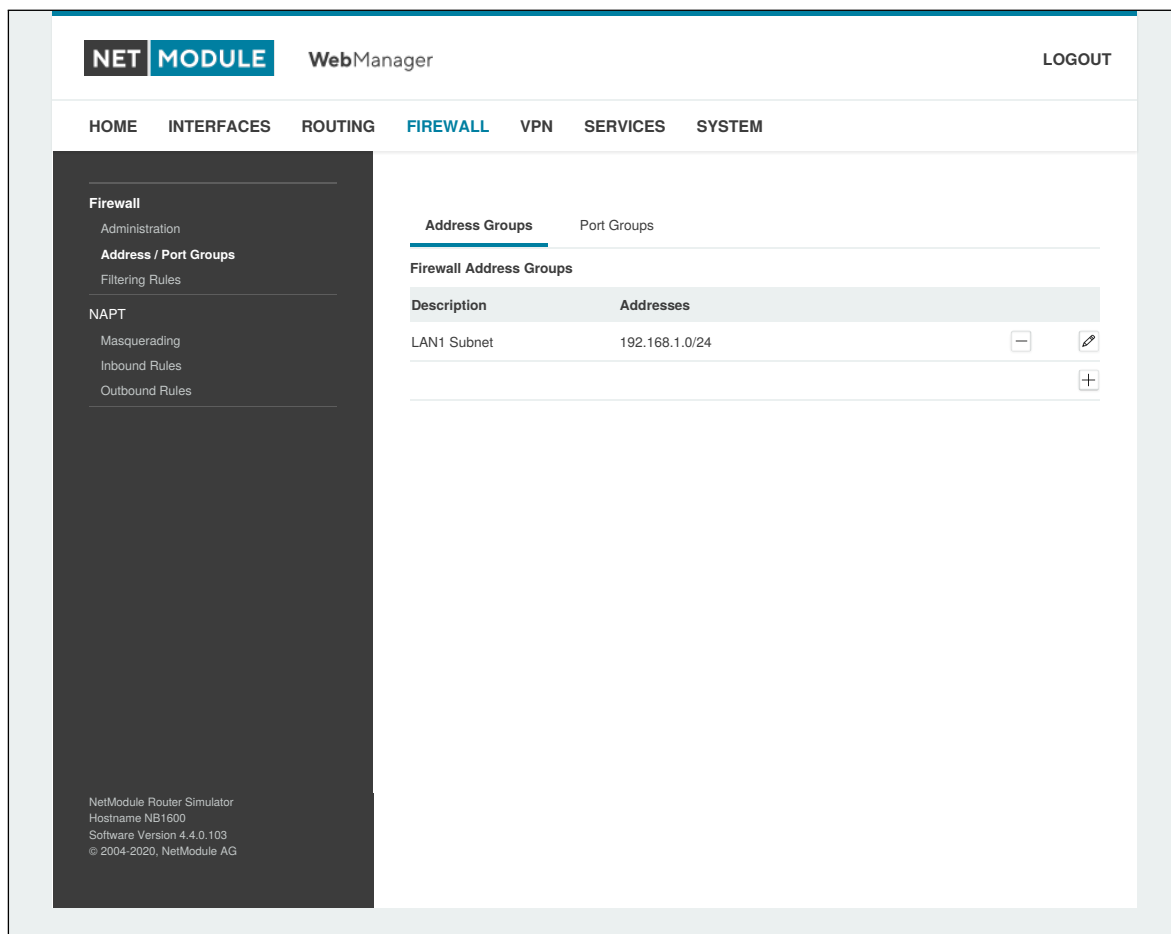 NET MODULE WebManager LOGOUT
HOME INTERFACES ROUTING FIREWALL VPN SERVICES SYSTEM
Firewall
Administration
Address / Port Groups
Filtering Rules
NAPT
Masquerading
Inbound Rules
Outbound Rules
Address Groups Port Groups
Firewall Address Groups
Description Addresses
LAN1 Subnet 192.168.1.0/24
NetModule Router Simulator
Hostname NB1600
Software Version 4.4.0.103
© 2004-2020, NetModule AG